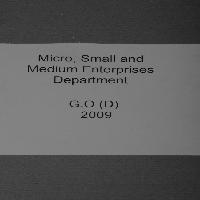 Micro, Small and
Medium Enterprises
Department
G.O (D)
2009